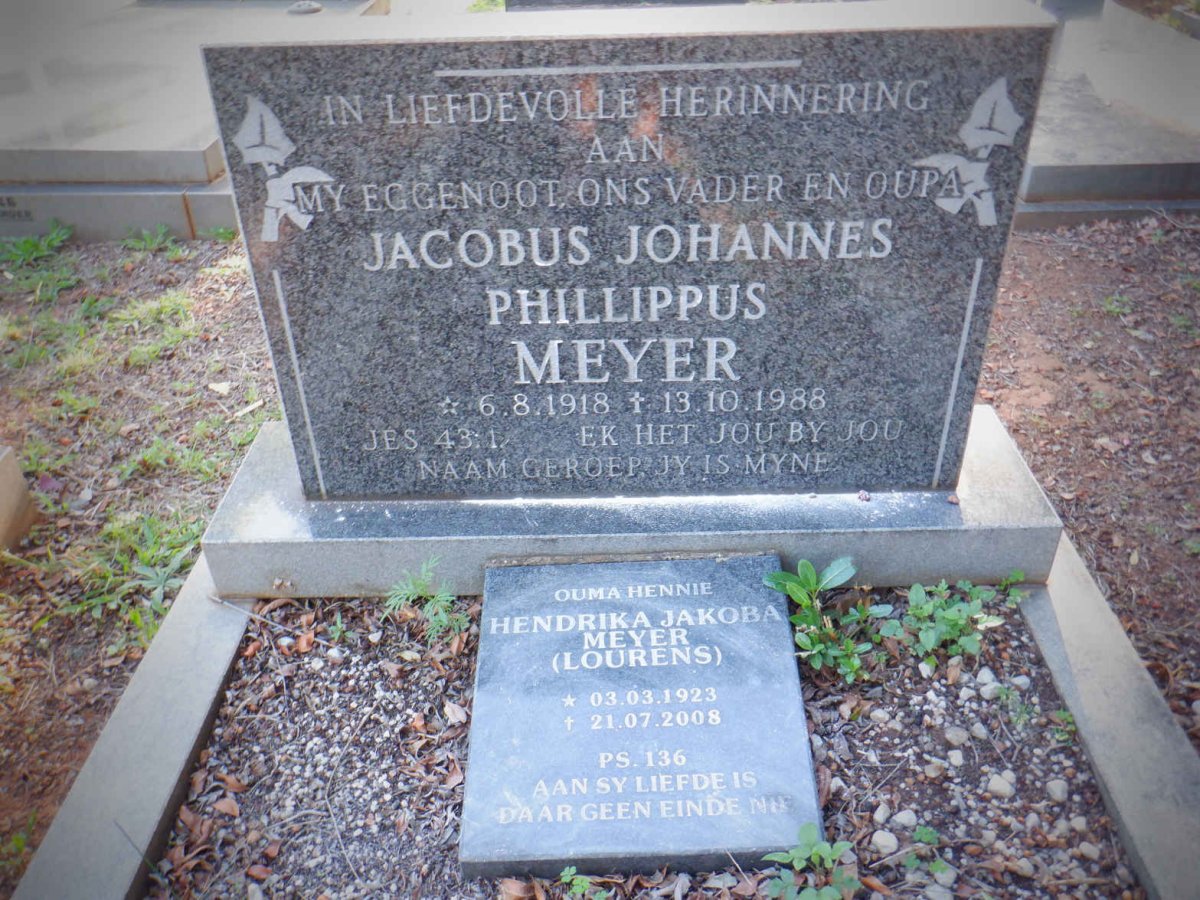 IN LIEFDEVOLLE HERINNERING
AAN
MY EGGENOOT, ONS VADER EN OUPA
JACOBUS JOHANNES
PHILLIPPUS
MEYER
☆ 6.8.1918 ✝ 13.10.1988
JES. 43:1. EK HET JOU BY JOU
NAAM GEROEP, JY IS MYNE
OUMA HENNIE
HENDRIKA JAKOBA
MEYER
(LOURENS)
★ 03.03.1923
✝ 21.07.2008
PS. 136
AAN SY LIEFDE IS
DAAR GEEN EINDE NIE